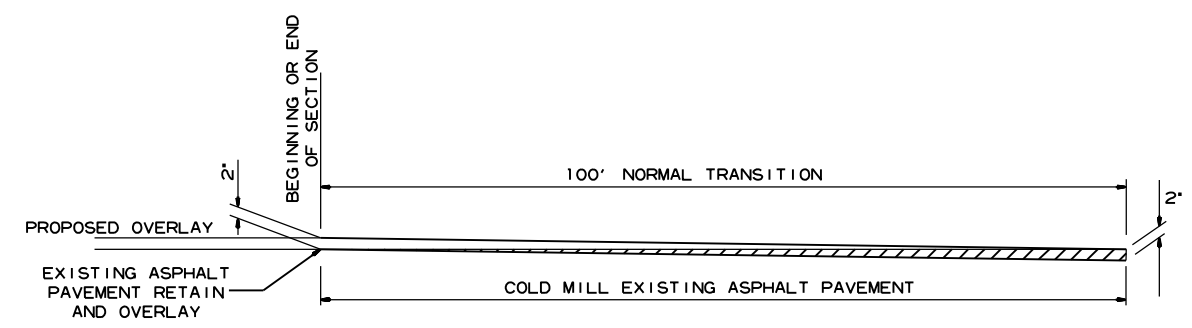 BEGINNING OR END
OF SECTION
2"
100' NORMAL TRANSITION
2"
PROPOSED OVERLAY
EXISTING ASPHALT
PAVEMENT RETAIN
AND OVERLAY
COLD MILL EXISTING ASPHALT PAVEMENT